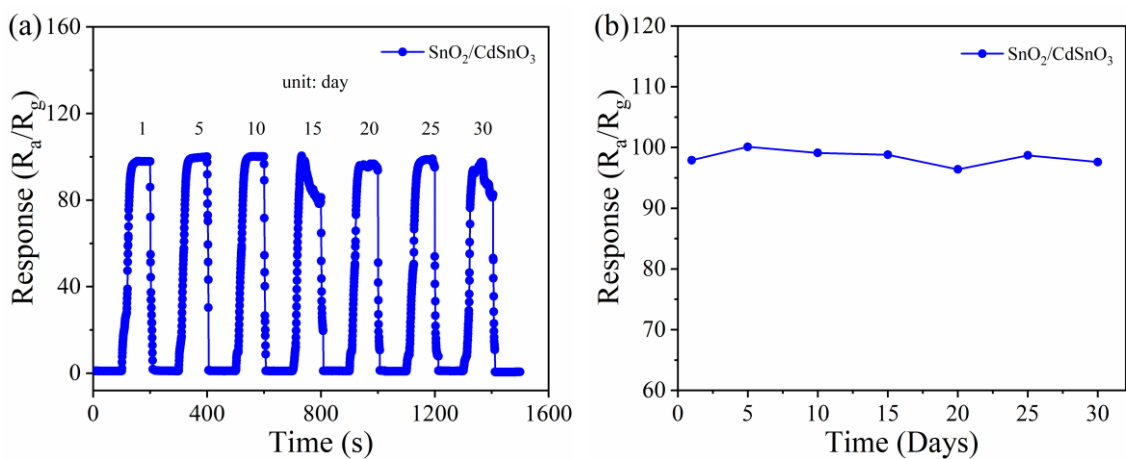 (a)
SnO2/CdSnO3
unit: day
1 5 10 15 20 25 30
Response (Ra/Rg)
160
120
80
40
0
0 400 800 1200 1600
Time (s)
(b)
SnO2/CdSnO3
Response (Ra/Rg)
120
110
100
90
80
70
60
0 5 10 15 20 25 30
Time (Days)